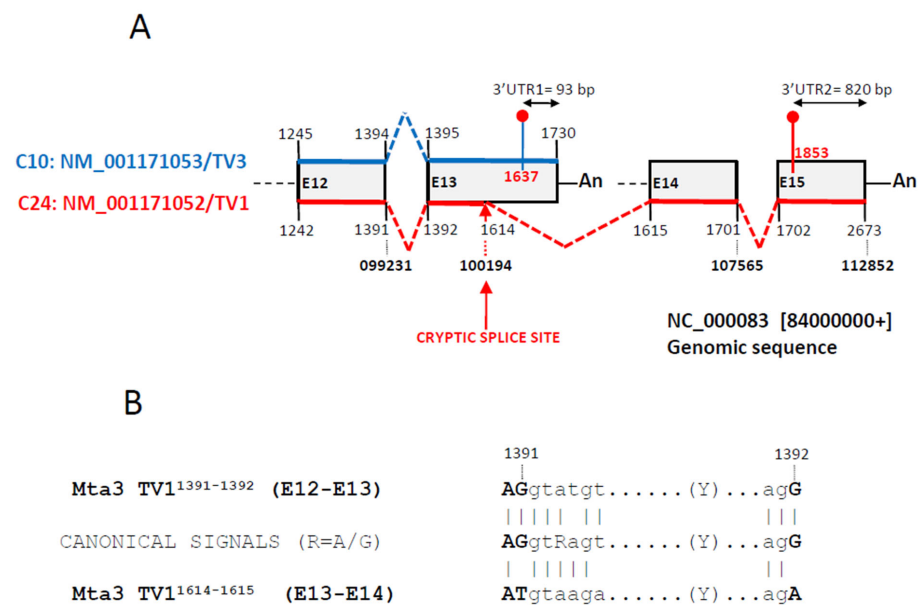 A
3'UTR1= 93 bp
3'UTR2= 820 bp
1245 1394 1395 1730
1853
C10: NM_001171053/TV3
E12 E13 1637 An E14 E15 An
C24: NM_001171052/TV1
1242 1391 1392 1614 1615 1701 1702 2673
099231 100194 107565 112852
NC_000083 [84000000+]
CRYPTIC SPLICE SITE
Genomic sequence
B
1391 1392
Mta3 TV1 1391-1392 (E12-E13) AGgtatgt......(Y)...agG
CANONICAL SIGNALS (R=A/G) AGgtRagt......(Y)...agG
Mta3 TV1 1614-1615 (E13-E14) ATgtaaga......(Y)...agA